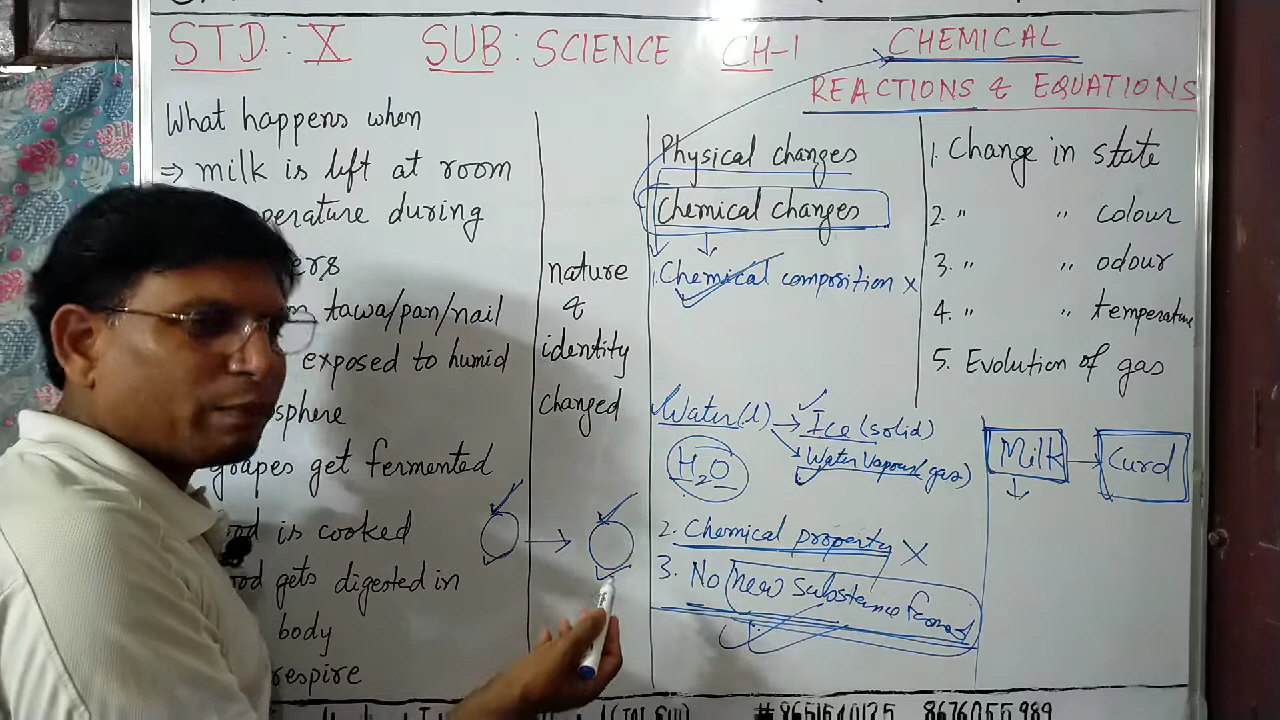 STD : X SUB : SCIENCE CH-1 CHEMICAL
REACTIONS & EQUATIONS
What happens when
⇒ milk is left at room
perature during
ers
tawa/pan/nail
exposed to humid
sphere
grapes get fermented
ood is cooked
ood gets digested in
body
respire
nature
&
identity
changed
Physical changes
Chemical changes
1. Chemical composition ×
Water(l) → Ice (solid)
→ Water Vapour (gas)
H₂O
2. Chemical property ×
3. No new substance formed
1. Change in state
2. " " colour
3. " " odour
4. " " temperature
5. Evolution of gas
Milk → Curd
8676055989